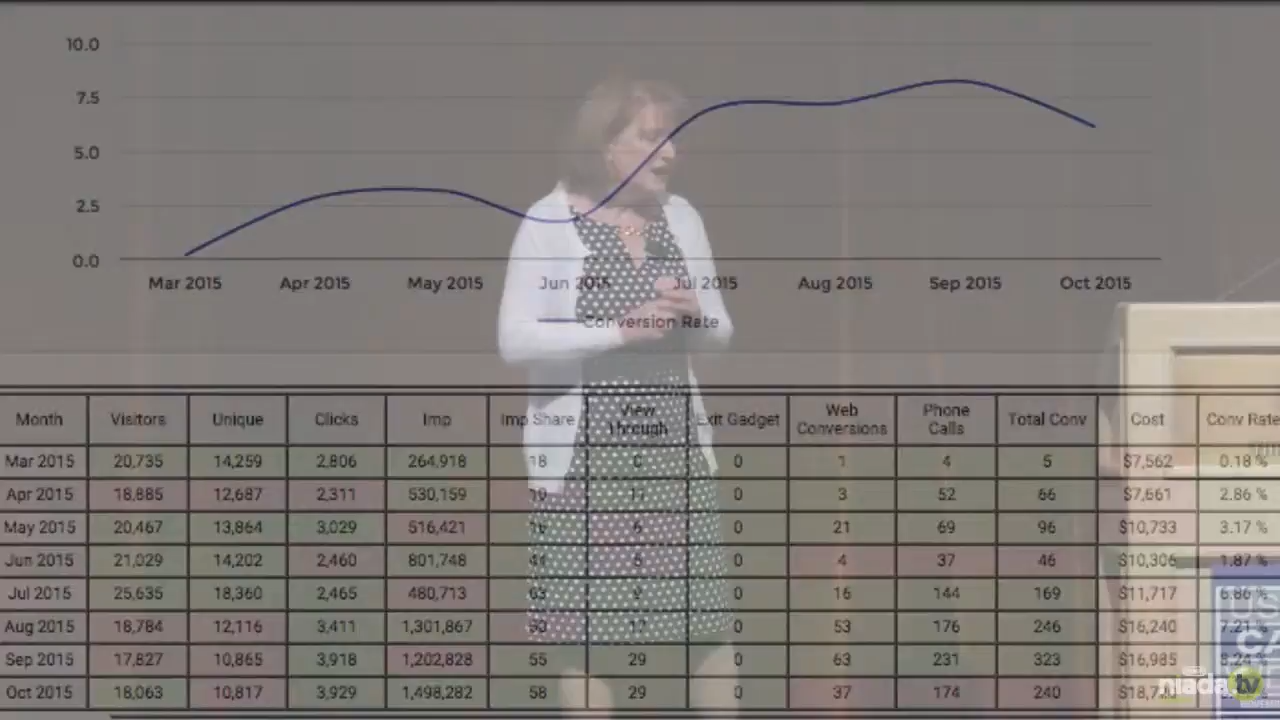 10.0
7.5
5.0
2.5
0.0
Mar 2015 Apr 2015 May 2015 Jun 2015 Jul 2015 Aug 2015 Sep 2015 Oct 2015
Conversion Rate
Month Visitors Unique Clicks Imp Imp Share View Through Exit Gadget Web Conversions Phone Calls Total Conv Cost Conv Rate
Mar 2015 20,735 14,259 2,806 264,918 18 0 0 1 4 5 $7,562 0.18 %
Apr 2015 18,885 12,687 2,311 530,159 11 0 3 52 66 $7,661 2.86 %
May 2015 20,467 13,864 3,029 516,421 6 0 21 69 96 $10,733 3.17 %
Jun 2015 21,029 14,202 2,460 801,748 0 4 37 46 $10,306 1.87 %
Jul 2015 25,635 18,360 2,465 480,713 63 9 0 16 144 169 $11,717 6.86 %
Aug 2015 18,784 12,116 3,411 1,301,867 17 0 53 176 246 $16,240 7.21 %
Sep 2015 17,827 10,865 3,918 1,202,828 55 29 0 63 231 323 $16,985 8.24 %
Oct 2015 18,063 10,817 3,929 1,498,282 58 29 0 37 174 240
niada.tv